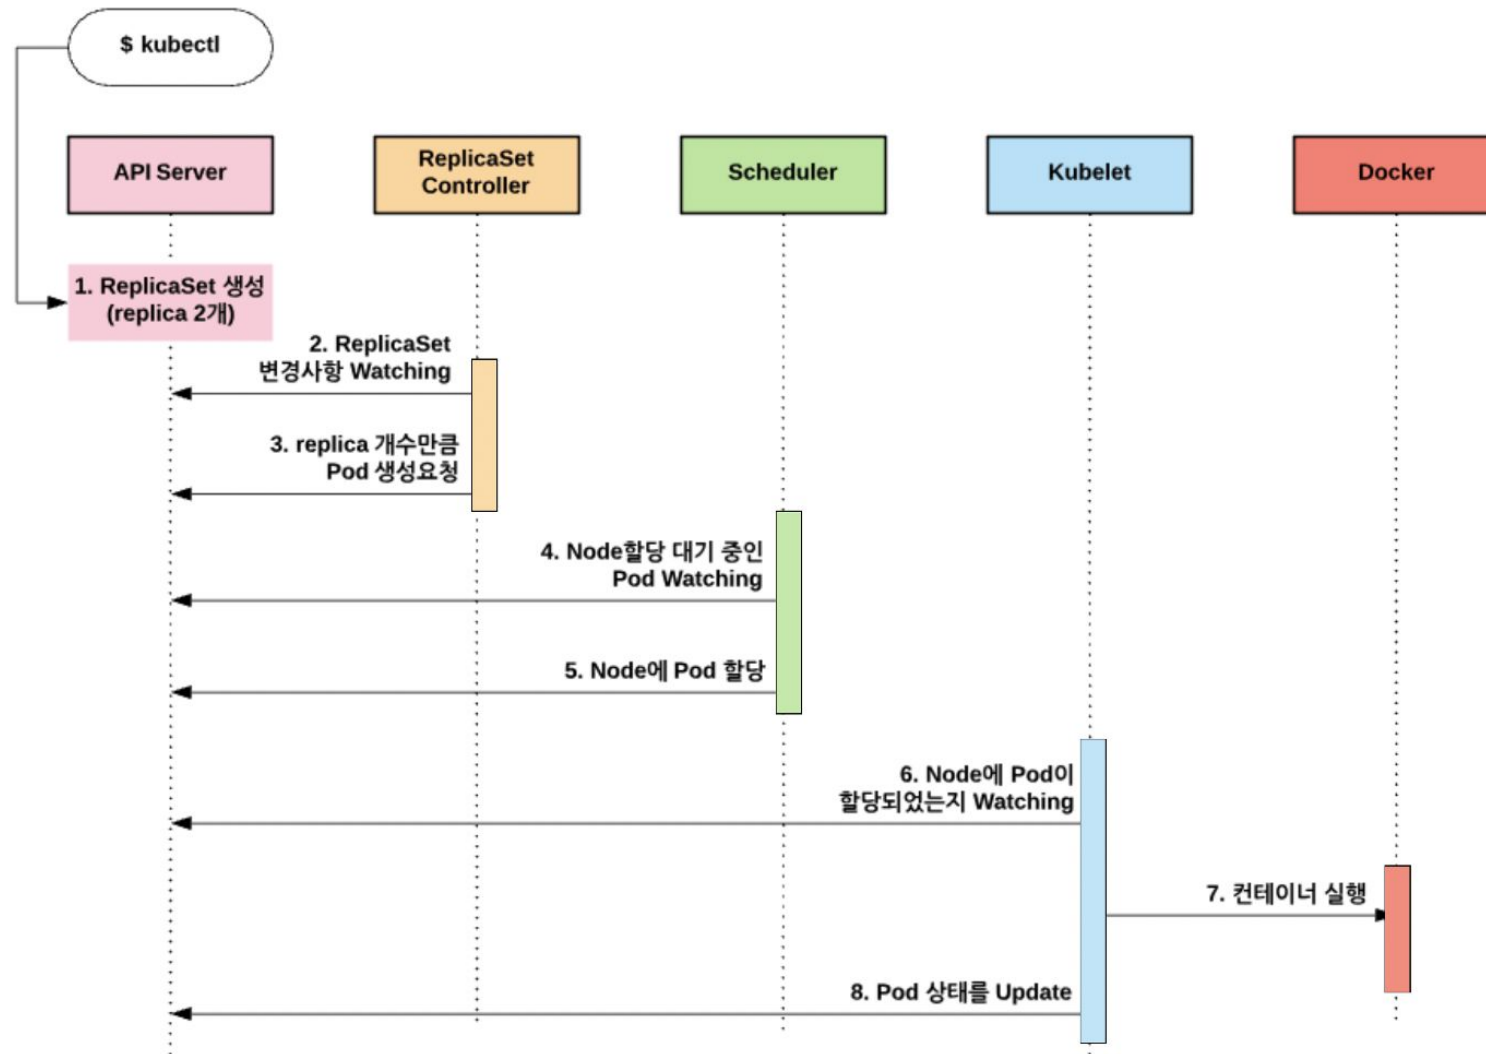 $ kubectl
API Server
ReplicaSet
Controller
Scheduler
Kubelet
Docker
1. ReplicaSet 생성
(replica 2개)
2. ReplicaSet
변경사항 Watching
3. replica 개수만큼
Pod 생성요청
4. Node할당 대기 중인
Pod Watching
5. Node에 Pod 할당
6. Node에 Pod이
할당되었는지 Watching
7. 컨테이너 실행
8. Pod 상태를 Update